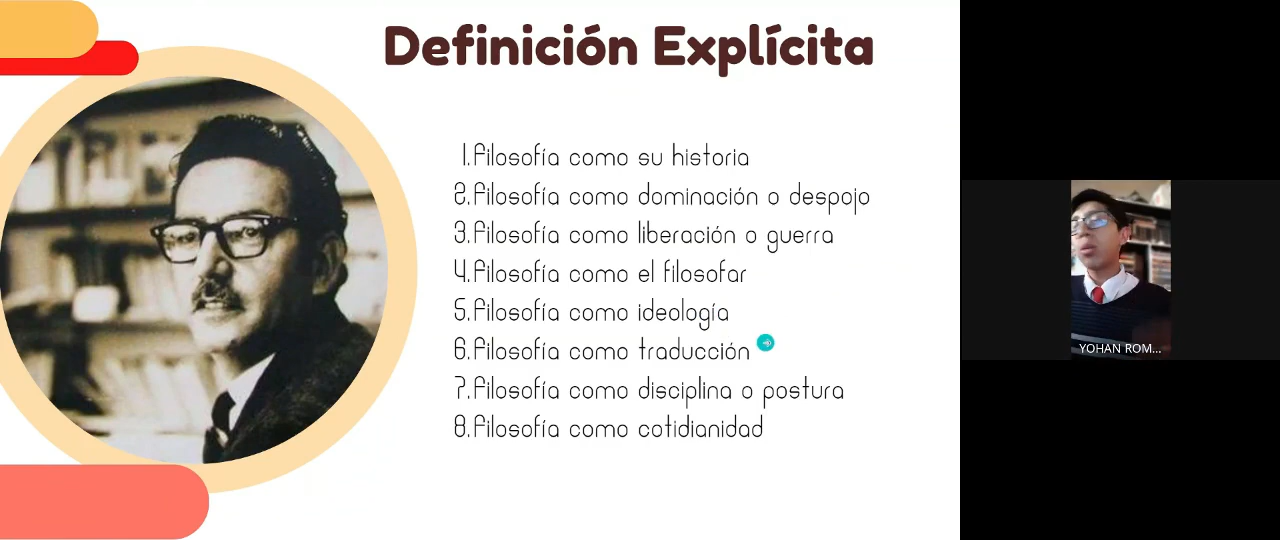 Definición Explícita
1.Filosofía como su historia
2.Filosofía como dominación o despojo
3.Filosofía como liberación o guerra
4.Filosofía como el filosofar
5.Filosofía como ideología
6.Filosofía como traducción
7.Filosofía como disciplina o postura
8.Filosofía como cotidianidad
YOHAN ROM...